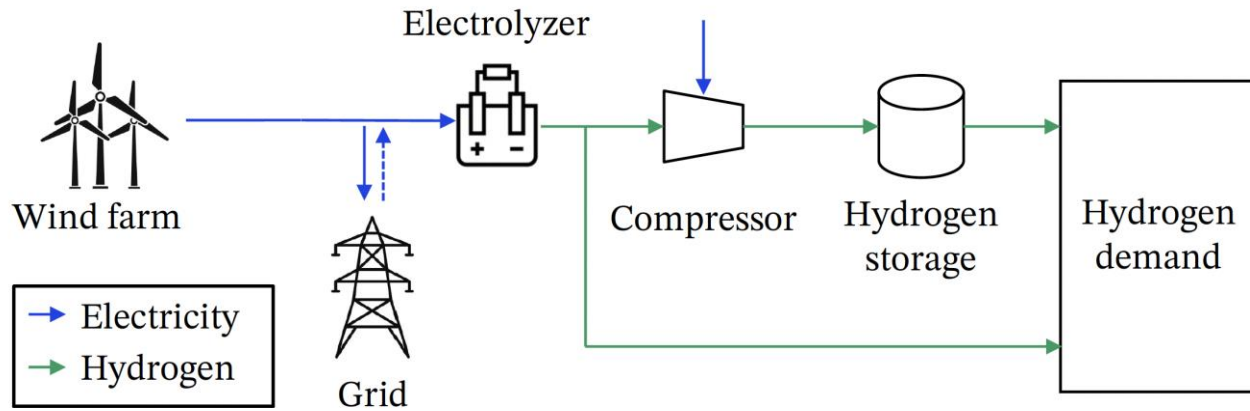 Electrolyzer
+ −
Wind farm
Compressor
Hydrogen
storage
Hydrogen
demand
Electricity
Hydrogen
Grid